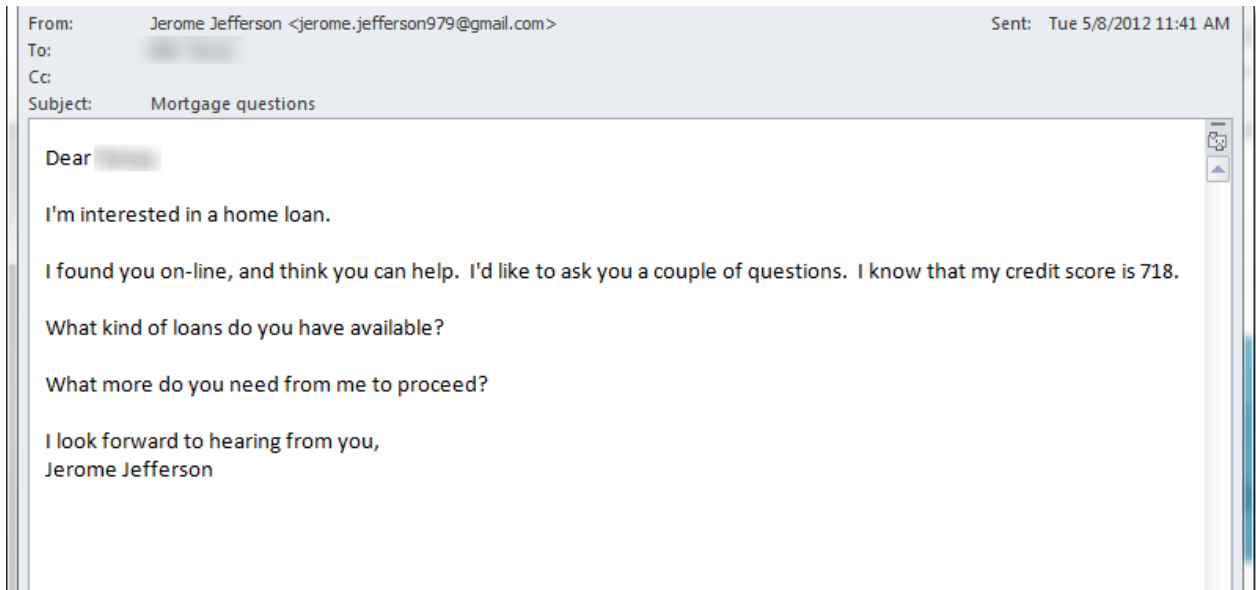 From: Jerome Jefferson <jerome.jefferson979@gmail.com> Sent: Tue 5/8/2012 11:41 AM
To:
Cc:
Subject: Mortgage questions
Dear
I'm interested in a home loan.
I found you on-line, and think you can help.  I'd like to ask you a couple of questions.  I know that my credit score is 718.
What kind of loans do you have available?
What more do you need from me to proceed?
I look forward to hearing from you,
Jerome Jefferson